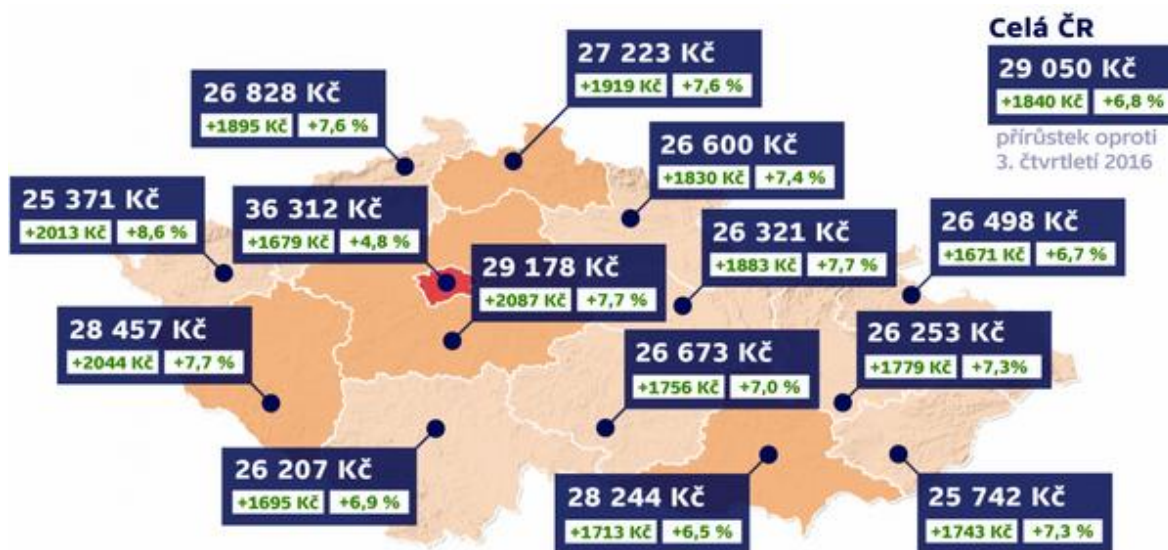 Celá ČR
29 050 Kč
+1840 Kč +6,8 %
přírůstek oproti
3. čtvrtletí 2016
27 223 Kč
+1919 Kč +7,6 %
26 828 Kč
+1895 Kč +7,6 %
26 600 Kč
+1830 Kč +7,4 %
25 371 Kč
+2013 Kč +8,6 %
36 312 Kč
+1679 Kč +4,8 %
26 321 Kč
+1883 Kč +7,7 %
26 498 Kč
+1671 Kč +6,7 %
29 178 Kč
+2087 Kč +7,7 %
28 457 Kč
+2044 Kč +7,7 %
26 673 Kč
+1756 Kč +7,0 %
26 253 Kč
+1779 Kč +7,3%
26 207 Kč
+1695 Kč +6,9 %
28 244 Kč
+1713 Kč +6,5 %
25 742 Kč
+1743 Kč +7,3 %